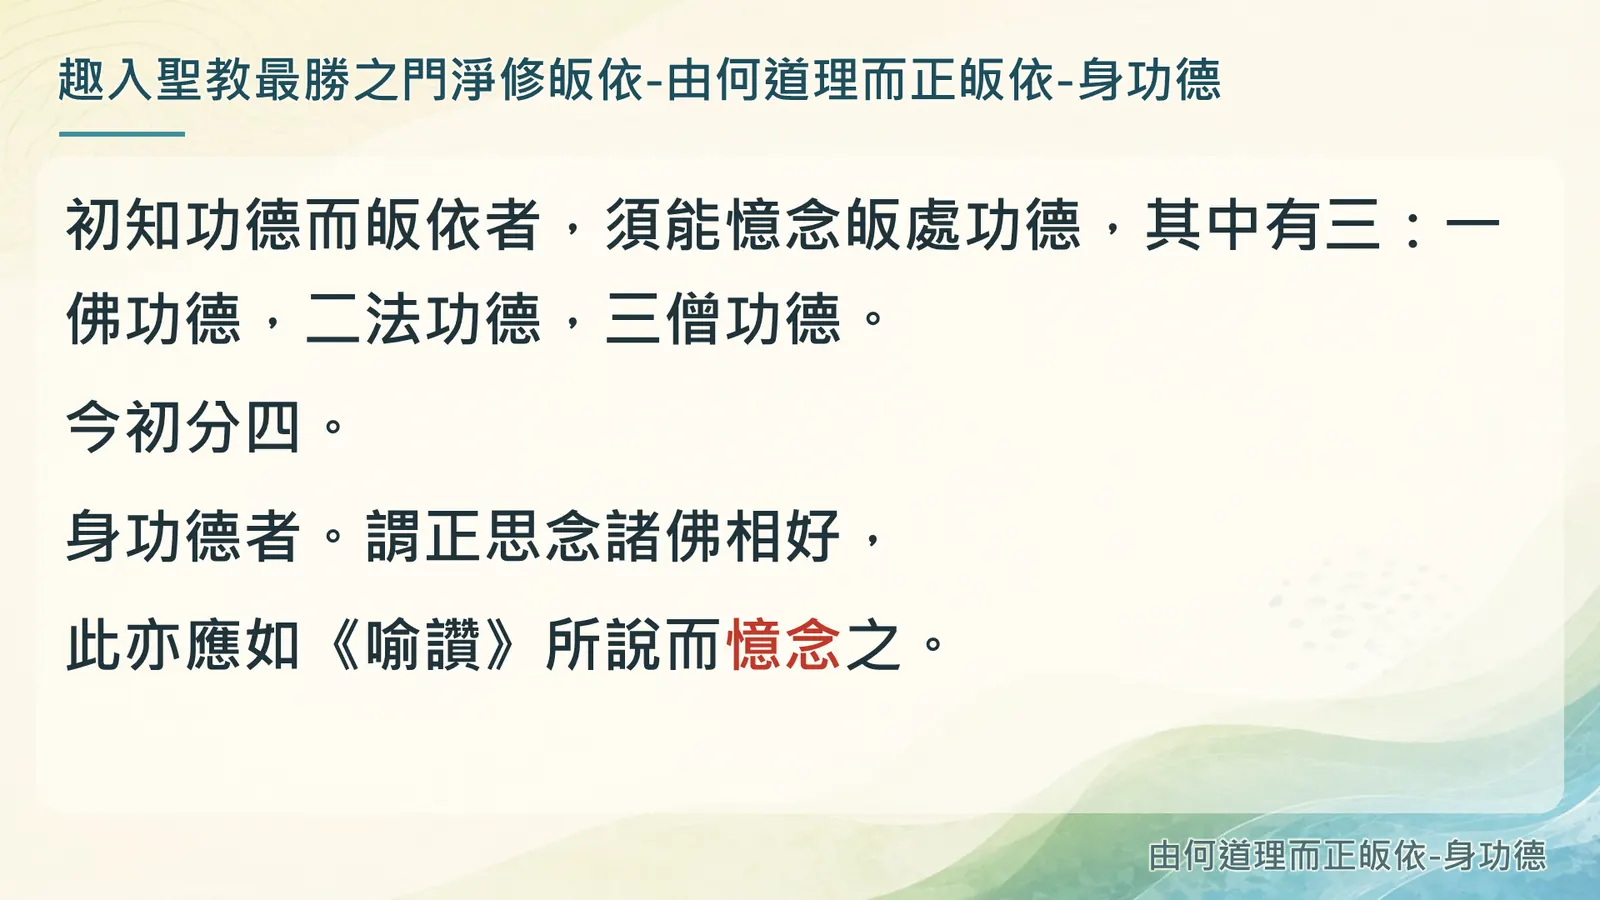 趣入聖教最勝之門淨修皈依-由何道理而正皈依-身功德
初知功德而皈依者，須能憶念皈處功德，其中有三：一
佛功德，二法功德，三僧功德。
今初分四。
身功德者。謂正思念諸佛相好，
此亦應如《喻讚》所說而憶念之。
由何道理而正皈依-身功德